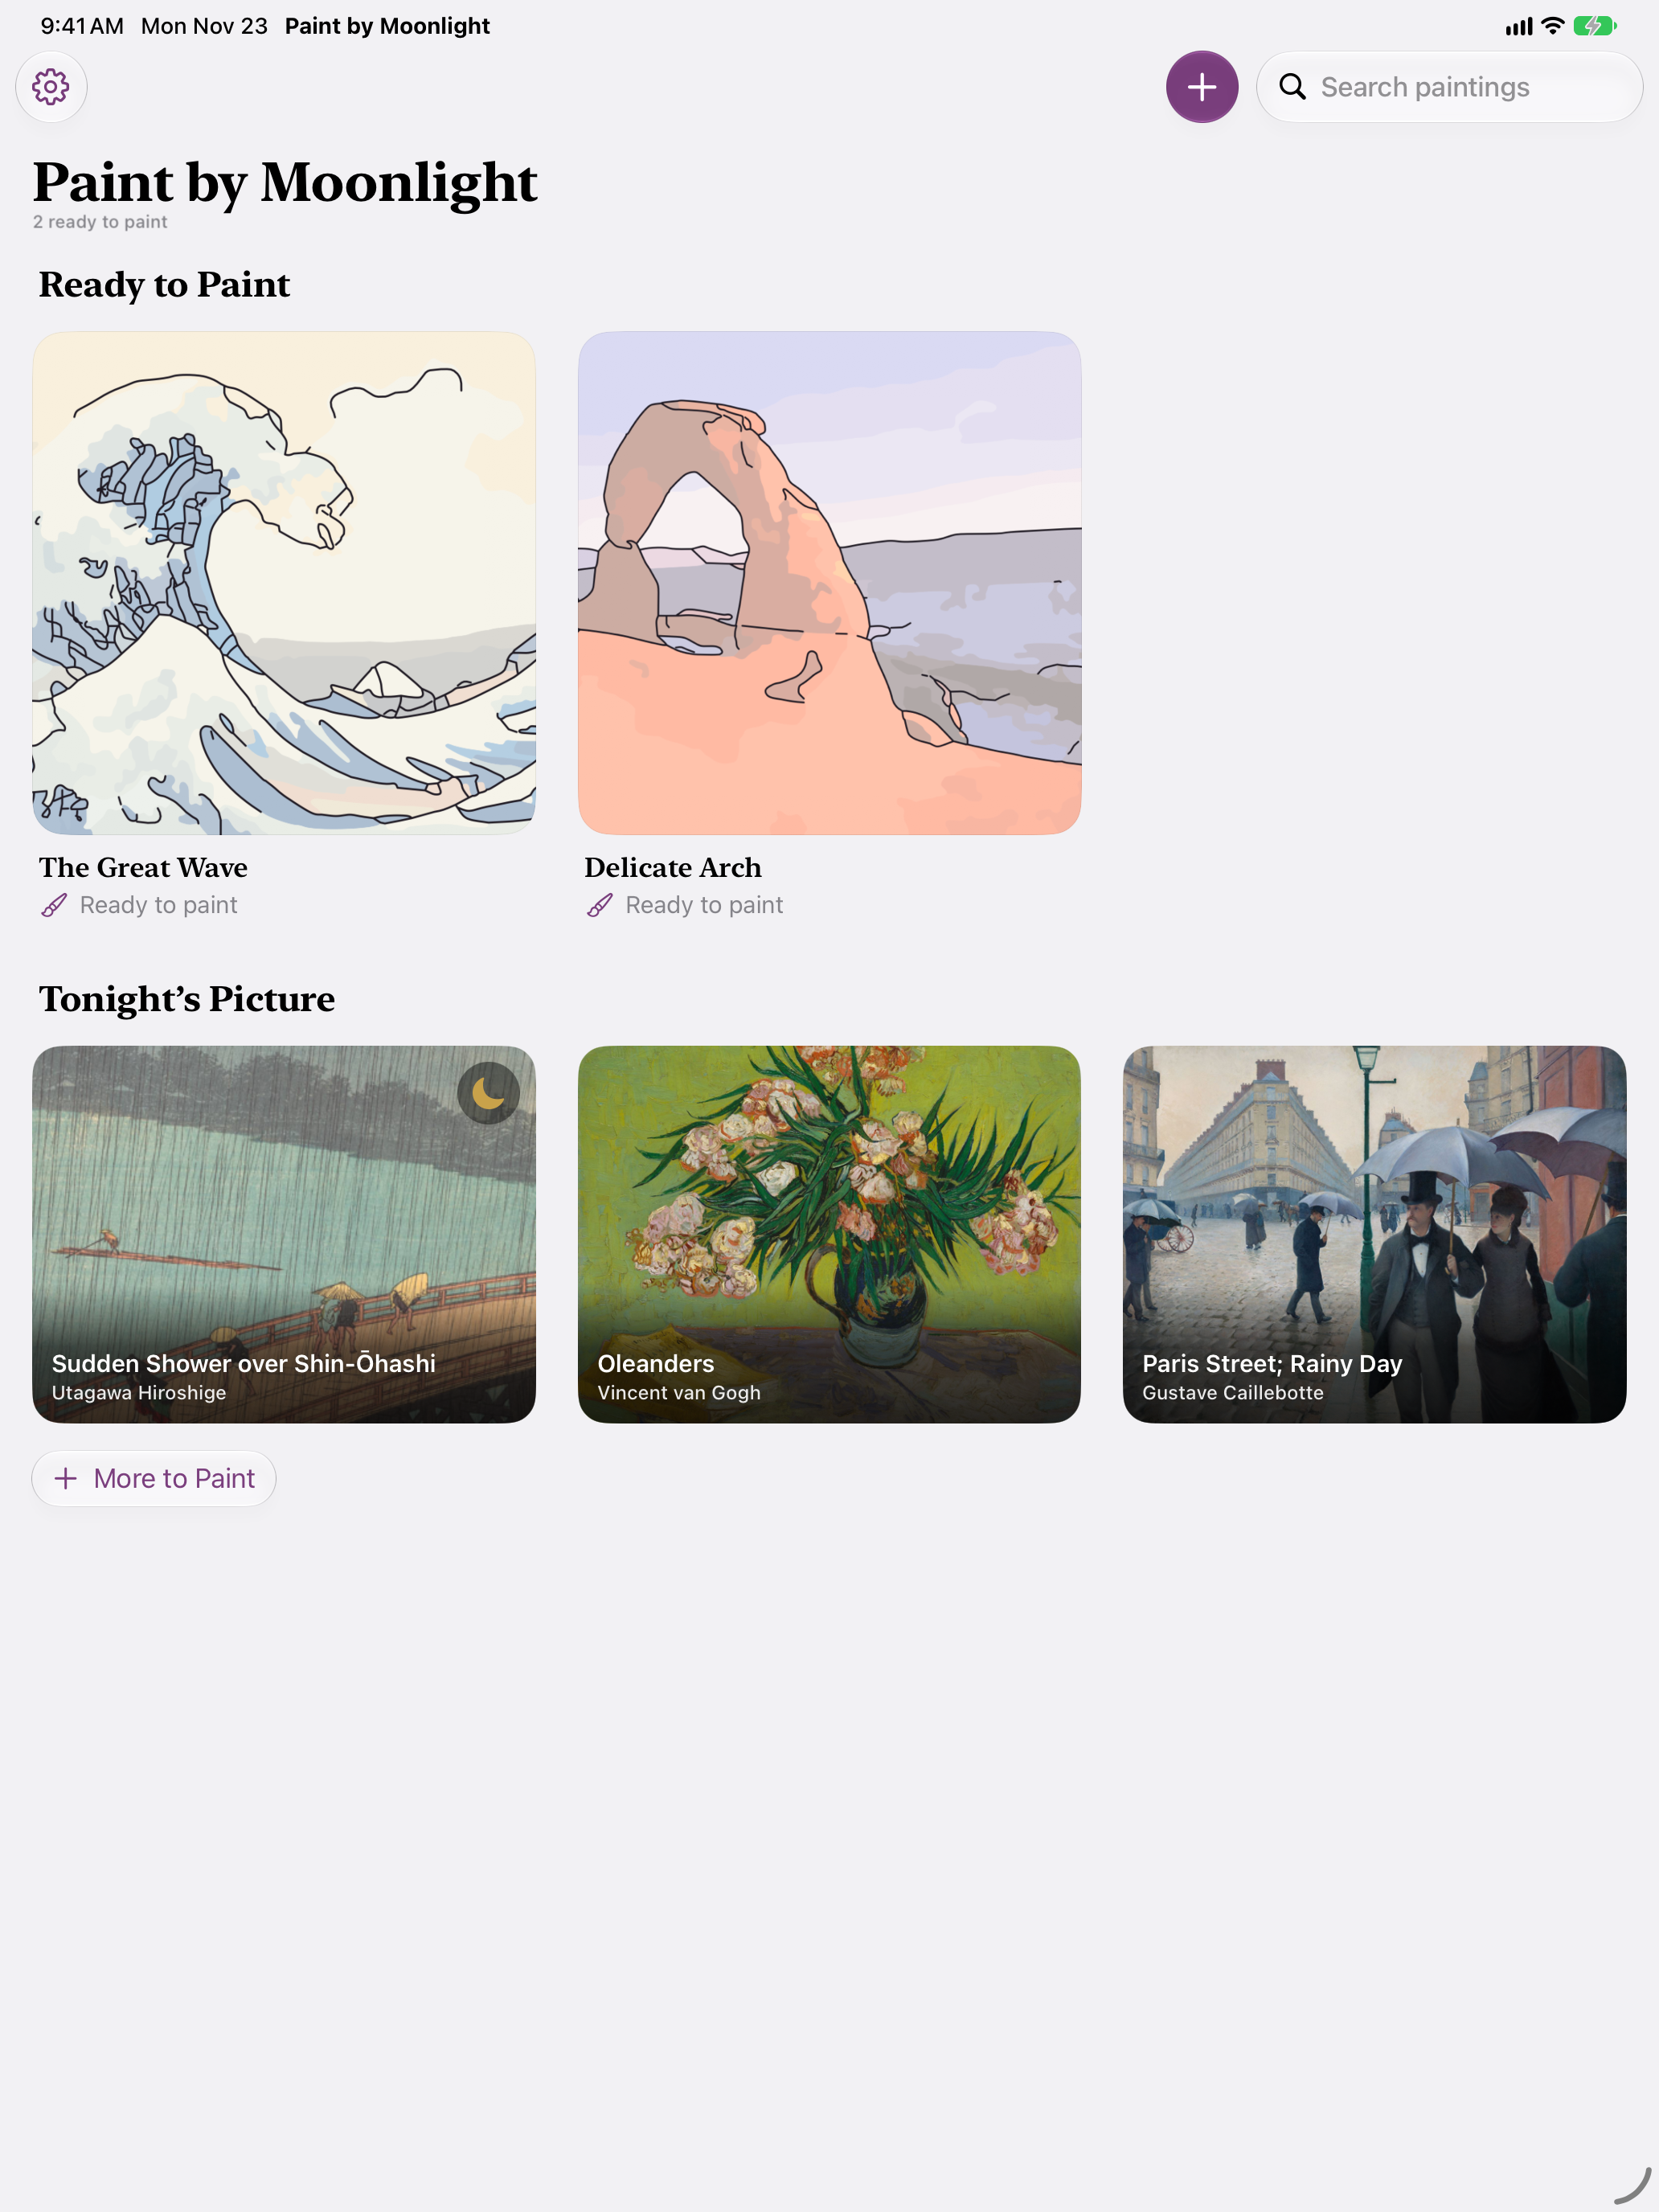 9:41 AM Mon Nov 23 Paint by Moonlight
Search paintings
Paint by Moonlight
2 ready to paint
Ready to Paint
The Great Wave
Ready to paint
Delicate Arch
Ready to paint
Tonight’s Picture
Sudden Shower over Shin-Ōhashi
Utagawa Hiroshige
Oleanders
Vincent van Gogh
Paris Street; Rainy Day
Gustave Caillebotte
More to Paint